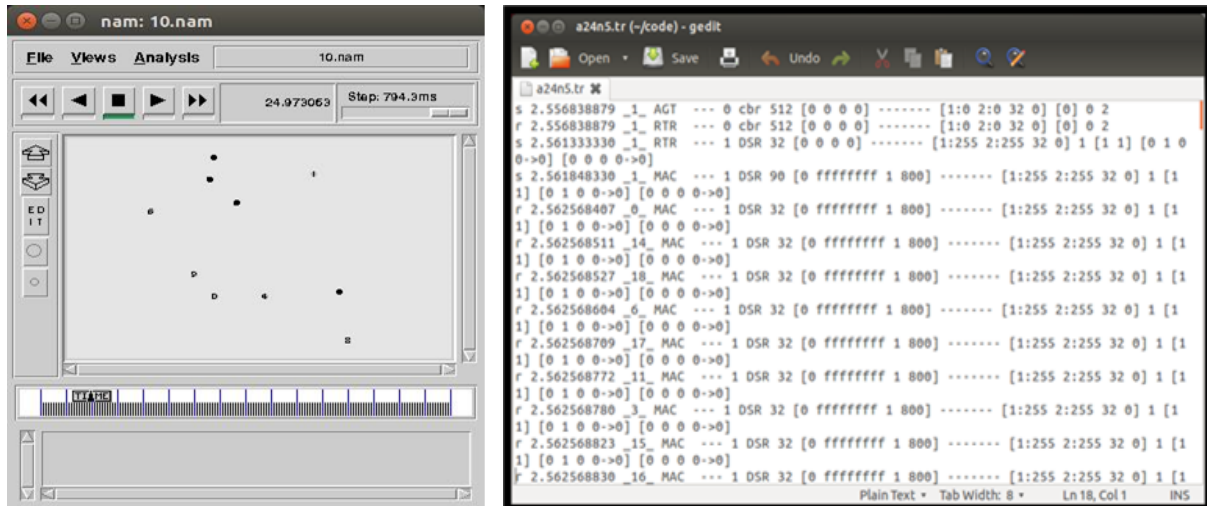 nam: 10.nam
File Views Analysis 10.nam
24.973063 Step: 794.3ms
ED
IT
TIME
a24n5.tr (~/code) - gedit
Open Save Undo
a24n5.tr
s 2.556838879 _1_ AGT --- 0 cbr 512 [0 0 0 0] ------- [1:0 2:0 32 0] [0] 0 2
r 2.556838879 _1_ RTR --- 0 cbr 512 [0 0 0 0] ------- [1:0 2:0 32 0] [0] 0 2
s 2.561333330 _1_ RTR --- 1 DSR 32 [0 0 0 0] ------- [1:255 2:255 32 0] 1 [1 1] [0 1 0
0->0] [0 0 0 0->0]
s 2.561848330 _1_ MAC --- 1 DSR 90 [0 ffffffff 1 800] ------- [1:255 2:255 32 0] 1 [1
1] [0 1 0 0->0] [0 0 0 0->0]
r 2.562568407 _0_ MAC --- 1 DSR 32 [0 ffffffff 1 800] ------- [1:255 2:255 32 0] 1 [1
1] [0 1 0 0->0] [0 0 0 0->0]
r 2.562568511 _14_ MAC --- 1 DSR 32 [0 ffffffff 1 800] ------- [1:255 2:255 32 0] 1 [1
1] [0 1 0 0->0] [0 0 0 0->0]
r 2.562568527 _18_ MAC --- 1 DSR 32 [0 ffffffff 1 800] ------- [1:255 2:255 32 0] 1 [1
1] [0 1 0 0->0] [0 0 0 0->0]
r 2.562568604 _6_ MAC --- 1 DSR 32 [0 ffffffff 1 800] ------- [1:255 2:255 32 0] 1 [1
1] [0 1 0 0->0] [0 0 0 0->0]
r 2.562568709 _17_ MAC --- 1 DSR 32 [0 ffffffff 1 800] ------- [1:255 2:255 32 0] 1 [1
1] [0 1 0 0->0] [0 0 0 0->0]
r 2.562568772 _11_ MAC --- 1 DSR 32 [0 ffffffff 1 800] ------- [1:255 2:255 32 0] 1 [1
1] [0 1 0 0->0] [0 0 0 0->0]
r 2.562568780 _3_ MAC --- 1 DSR 32 [0 ffffffff 1 800] ------- [1:255 2:255 32 0] 1 [1
1] [0 1 0 0->0] [0 0 0 0->0]
r 2.562568823 _15_ MAC --- 1 DSR 32 [0 ffffffff 1 800] ------- [1:255 2:255 32 0] 1 [1
1] [0 1 0 0->0] [0 0 0 0->0]
r 2.562568830 _16_ MAC --- 1 DSR 32 [0 ffffffff 1 800] ------- [1:255 2:255 32 0] 1 [1
Plain Text Tab Width: 8 Ln 18, Col 1 INS